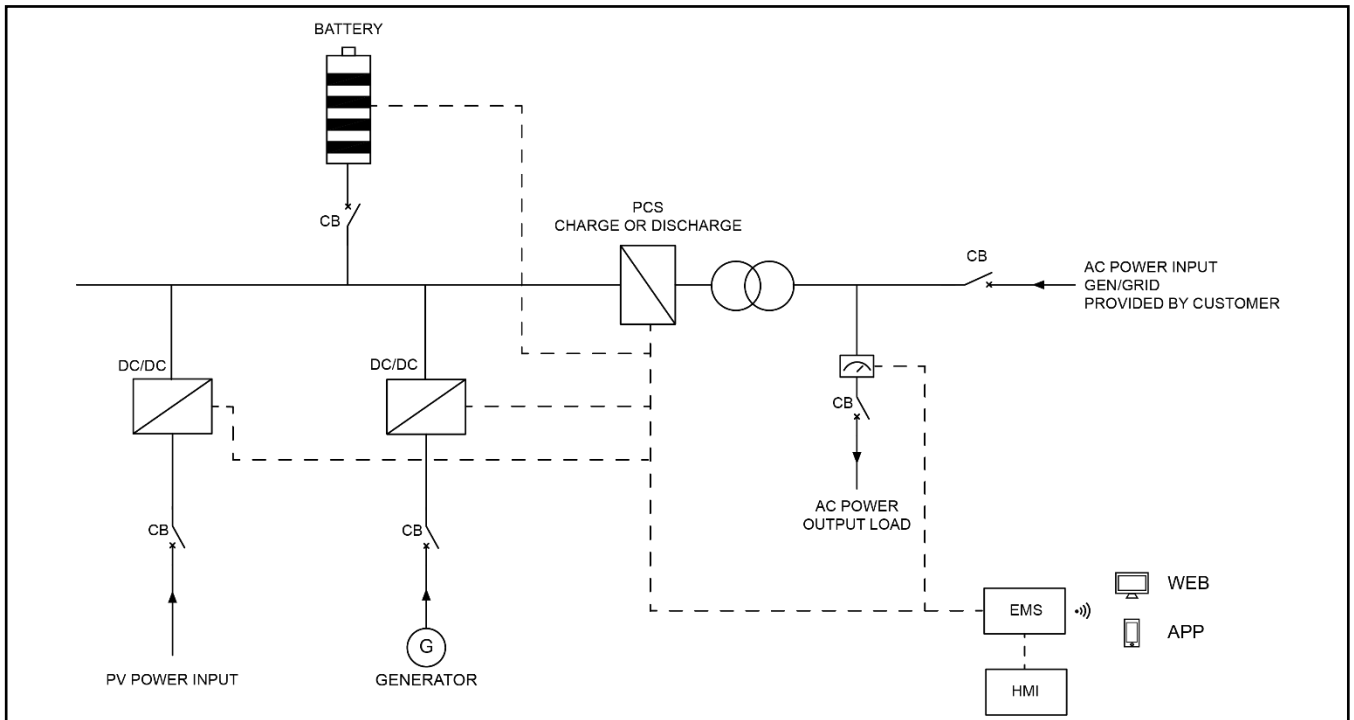 BATTERY
CB
PCS
CHARGE OR DISCHARGE
CB
AC POWER INPUT
GEN/GRID
PROVIDED BY CUSTOMER
DC/DC
DC/DC
CB
AC POWER
OUTPUT LOAD
CB
CB
G
PV POWER INPUT
GENERATOR
EMS
WEB
APP
HMI